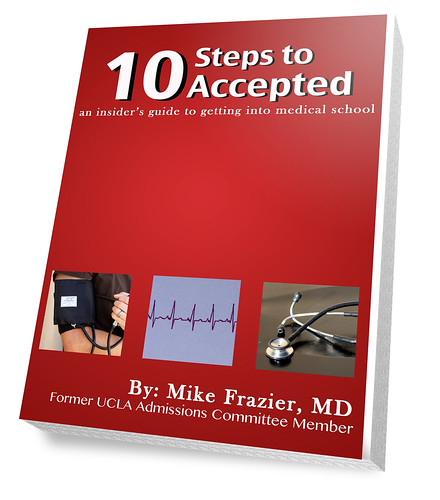 10 Steps to
Accepted
an insider's guide to getting into medical school
By: Mike Frazier, MD
Former UCLA Admissions Committee Member